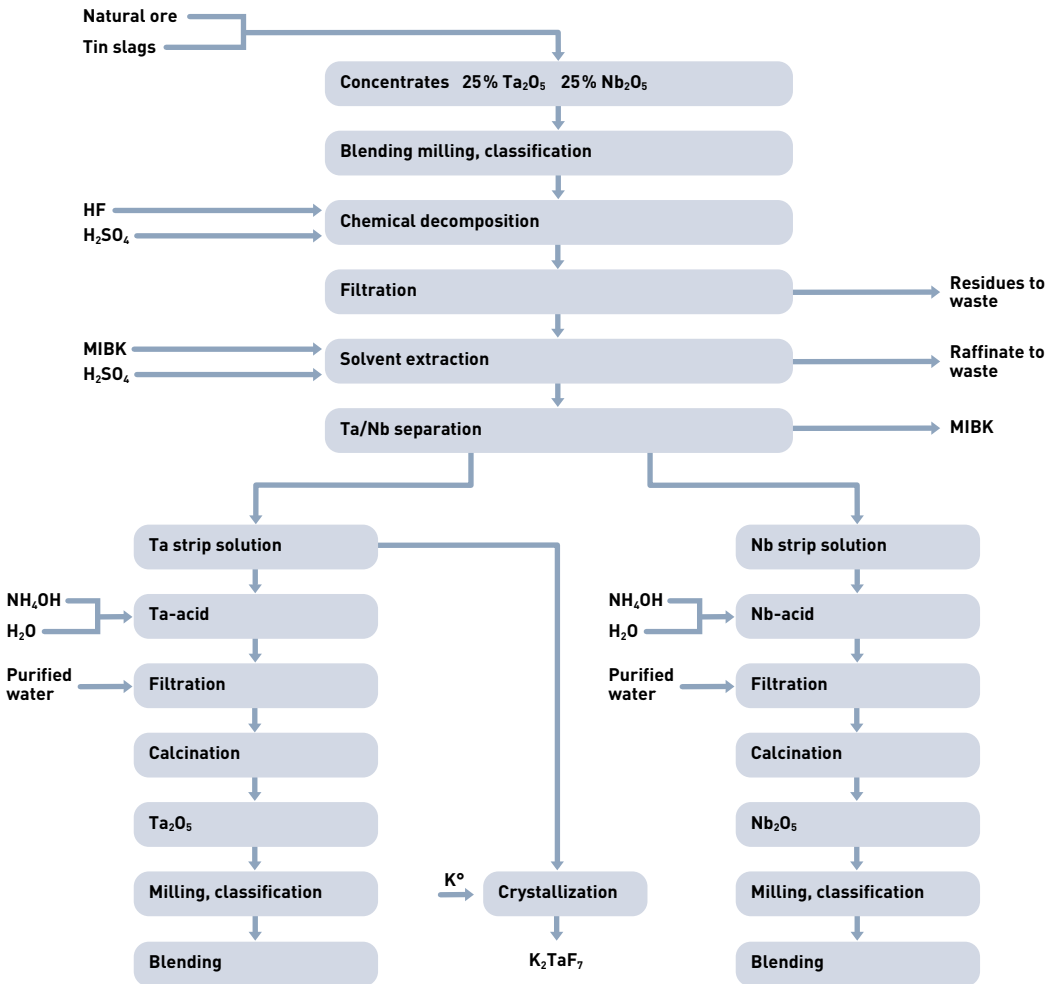 Natural ore
Tin slags
Concentrates 25% Ta₂O₅ 25% Nb₂O₅
Blending milling, classification
HF
H₂SO₄
Chemical decomposition
Filtration
Residues to
waste
MIBK
H₂SO₄
Solvent extraction
Raffinate to
waste
Ta/Nb separation
MIBK
Ta strip solution
Nb strip solution
NH₄OH
H₂O
Ta-acid
NH₄OH
H₂O
Nb-acid
Purified
water
Filtration
Purified
water
Filtration
Calcination
Calcination
Ta₂O₅
Nb₂O₅
Milling, classification
K°
Crystallization
Milling, classification
Blending
K₂TaF₇
Blending